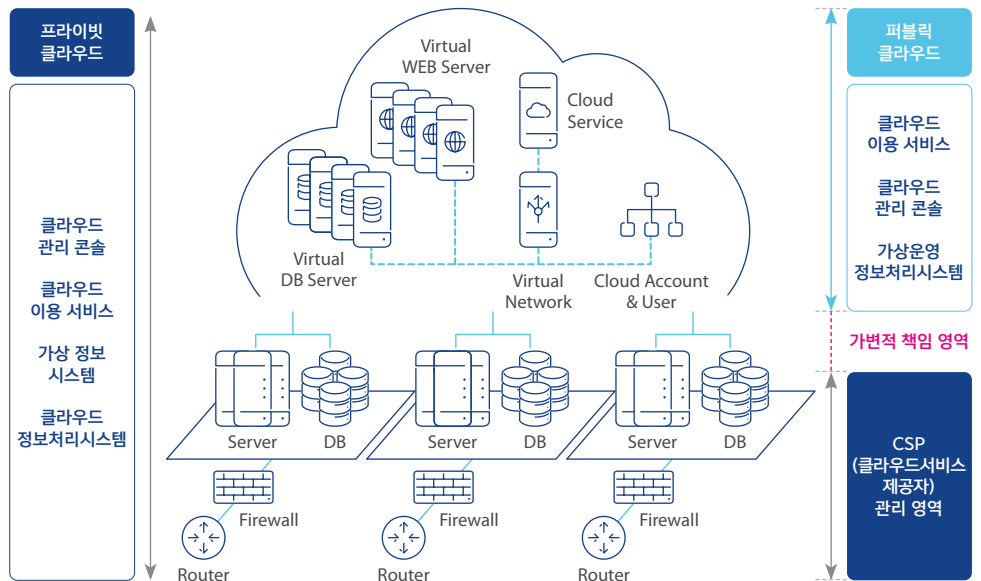 프라이빗
클라우드
클라우드
관리 콘솔
클라우드
이용 서비스
가상 정보
시스템
클라우드
정보처리시스템
Virtual
WEB Server
Cloud
Service
Virtual
DB Server
Virtual
Network
Cloud Account
& User
Server
DB
Server
DB
Server
DB
Firewall
Firewall
Firewall
Router
Router
Router
퍼블릭
클라우드
클라우드
이용 서비스
클라우드
관리 콘솔
가상운영
정보처리시스템
가변적 책임 영역
CSP
(클라우드서비스
제공자)
관리 영역